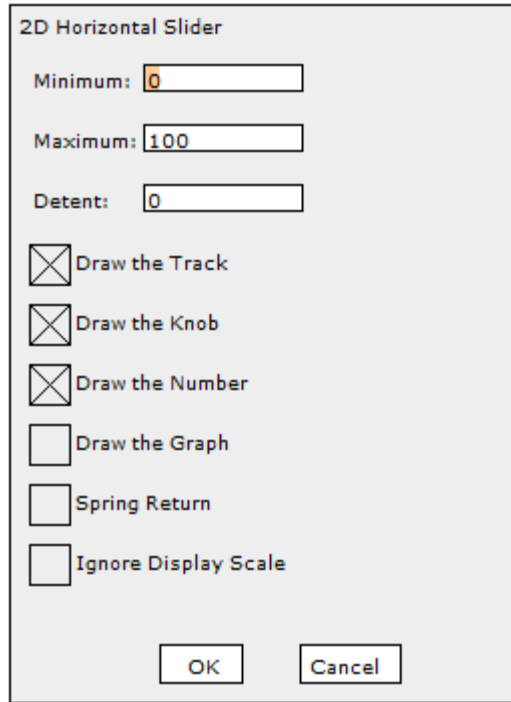 2D Horizontal Slider
Minimum: 0
Maximum: 100
Detent: 0
Draw the Track
Draw the Knob
Draw the Number
Draw the Graph
Spring Return
Ignore Display Scale
OK Cancel